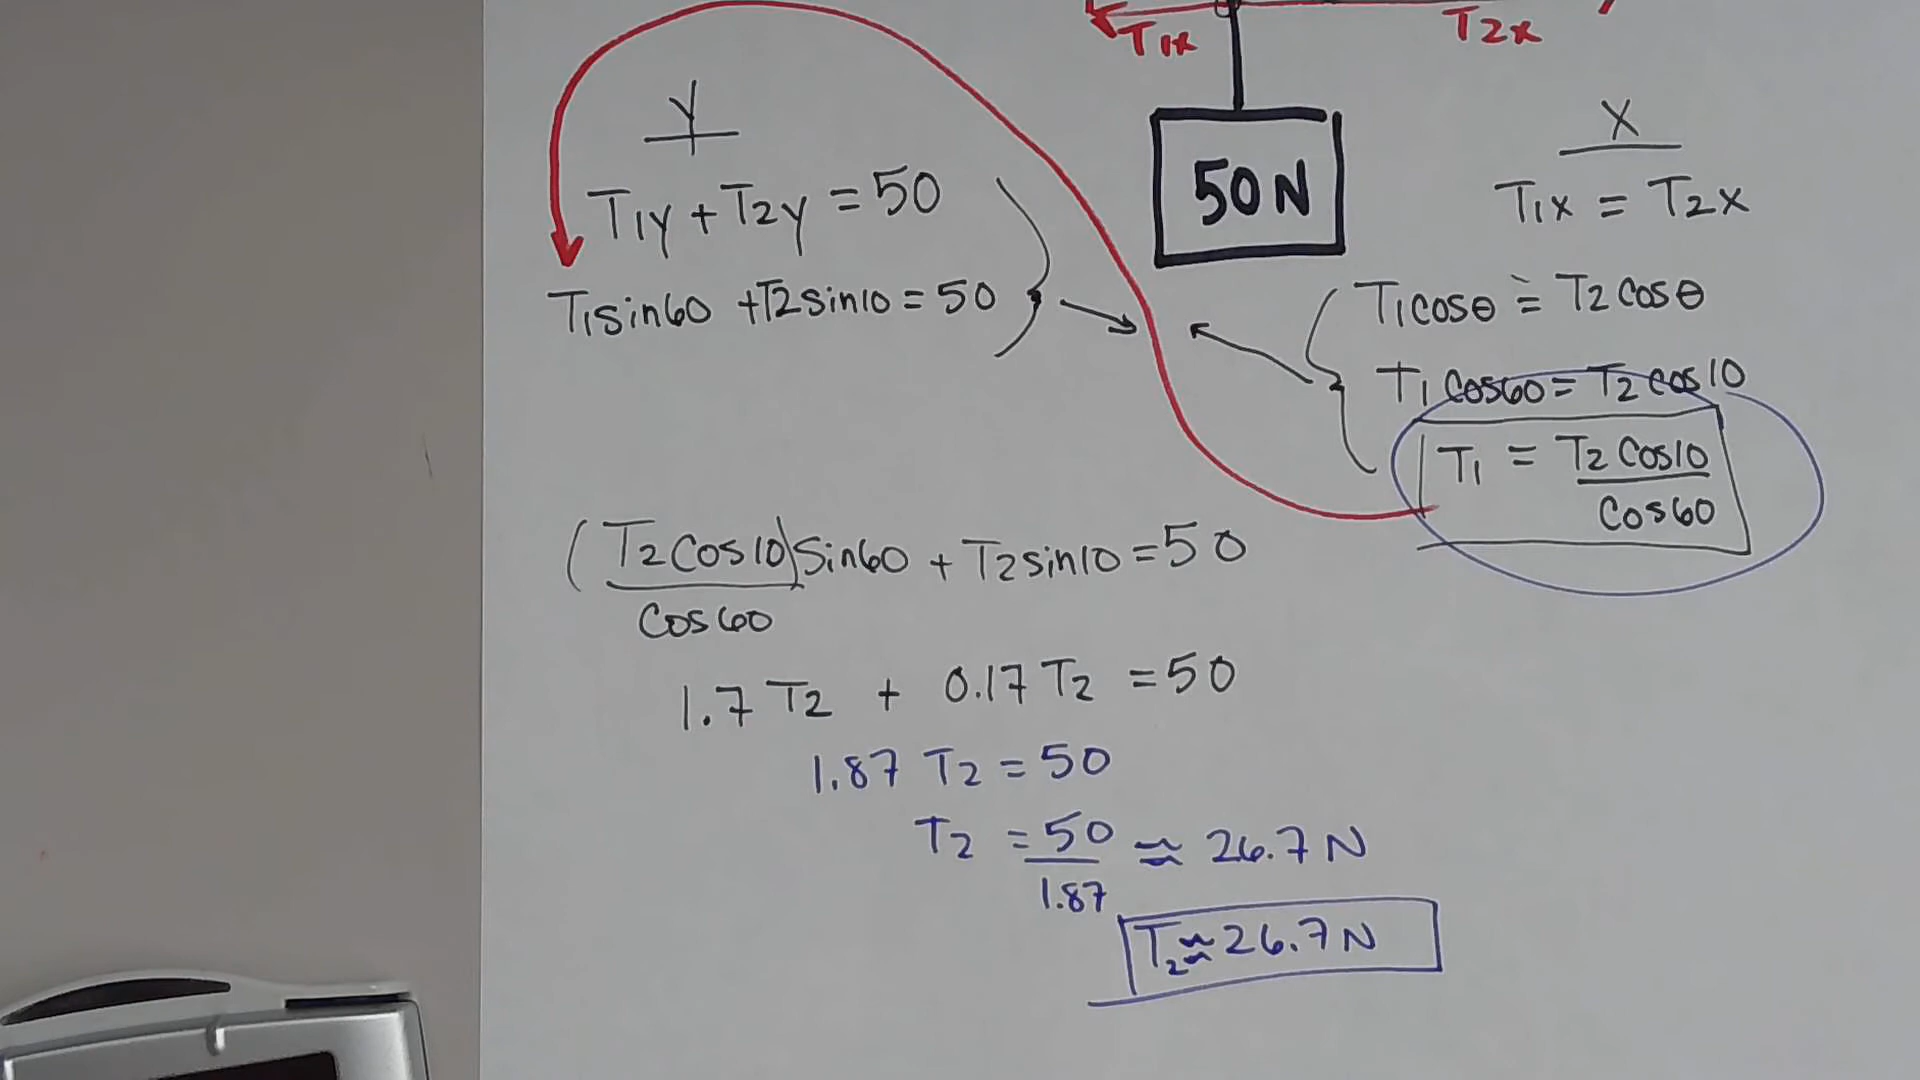 T1x T2x
50N
Y
T1y + T2y = 50
T1sin60 + T2sin10 = 50
X
T1x = T2x
T1cosθ = T2cosθ
T1cos60 = T2cos10
T1 = T2cos10
cos60
(T2cos10)sin60 + T2sin10 = 50
cos60
1.7 T2 + 0.17 T2 = 50
1.87 T2 = 50
T2 = 50 ≈ 26.7 N
1.87
T2 ≈ 26.7 N